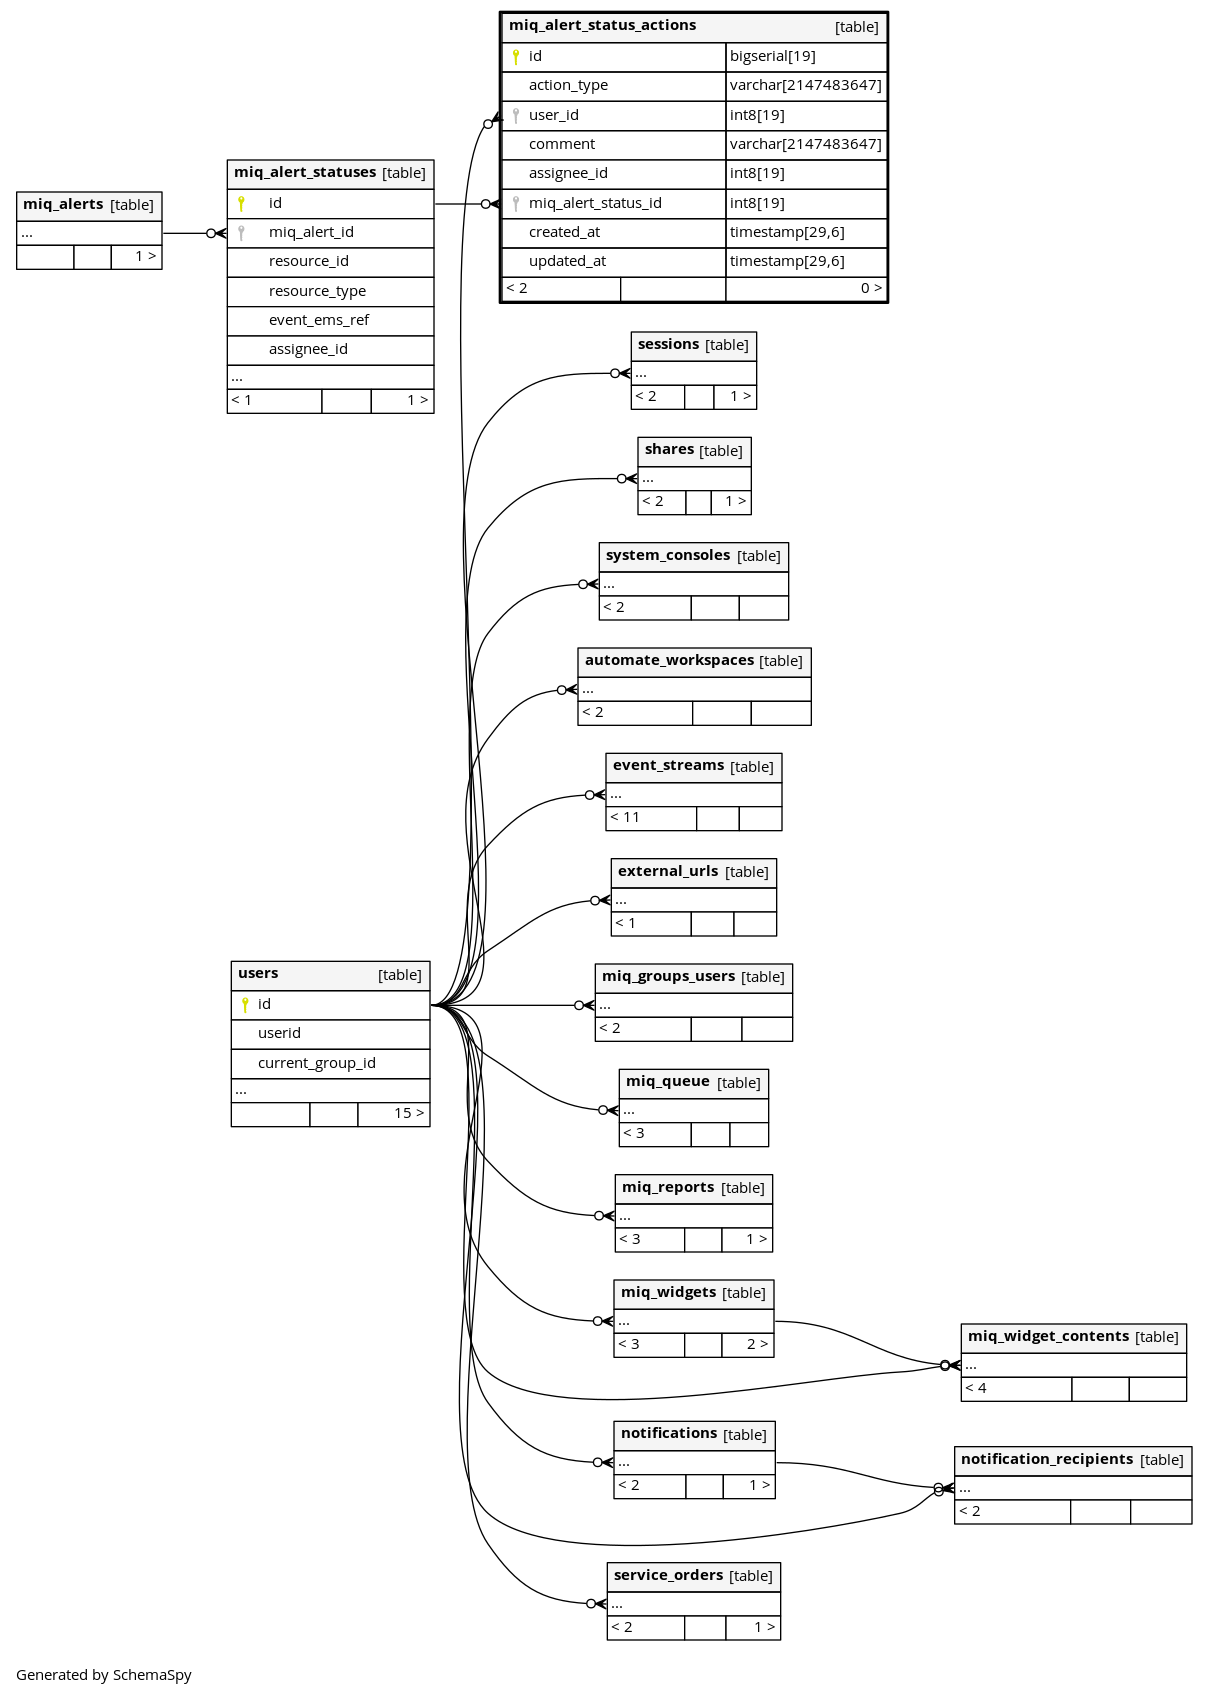 miq_alert_status_actions [table]
id bigserial[19]
action_type varchar[2147483647]
user_id int8[19]
comment varchar[2147483647]
assignee_id int8[19]
miq_alert_status_id int8[19]
created_at timestamp[29,6]
updated_at timestamp[29,6]
< 2 0 >
miq_alert_statuses [table]
id
miq_alert_id
resource_id
resource_type
event_ems_ref
assignee_id
...
< 1 1 >
miq_alerts [table]
...
1 >
sessions [table]
...
< 2 1 >
shares [table]
...
< 2 1 >
system_consoles [table]
...
< 2
automate_workspaces [table]
...
< 2
event_streams [table]
...
< 11
external_urls [table]
...
< 1
users [table]
id
userid
current_group_id
...
15 >
miq_groups_users [table]
...
< 2
miq_queue [table]
...
< 3
miq_reports [table]
...
< 3 1 >
miq_widgets [table]
...
< 3 2 >
miq_widget_contents [table]
...
< 4
notifications [table]
...
< 2 1 >
notification_recipients [table]
...
< 2
service_orders [table]
...
< 2 1 >
Generated by SchemaSpy